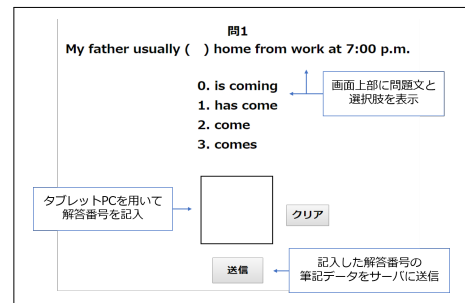 問1
My father usually (　) home from work at 7:00 p.m.
0. is coming
1. has come
2. come
3. comes
画面上部に問題文と
選択肢を表示
タブレットPCを用いて
解答番号を記入
クリア
送信
記入した解答番号の
筆記データをサーバに送信